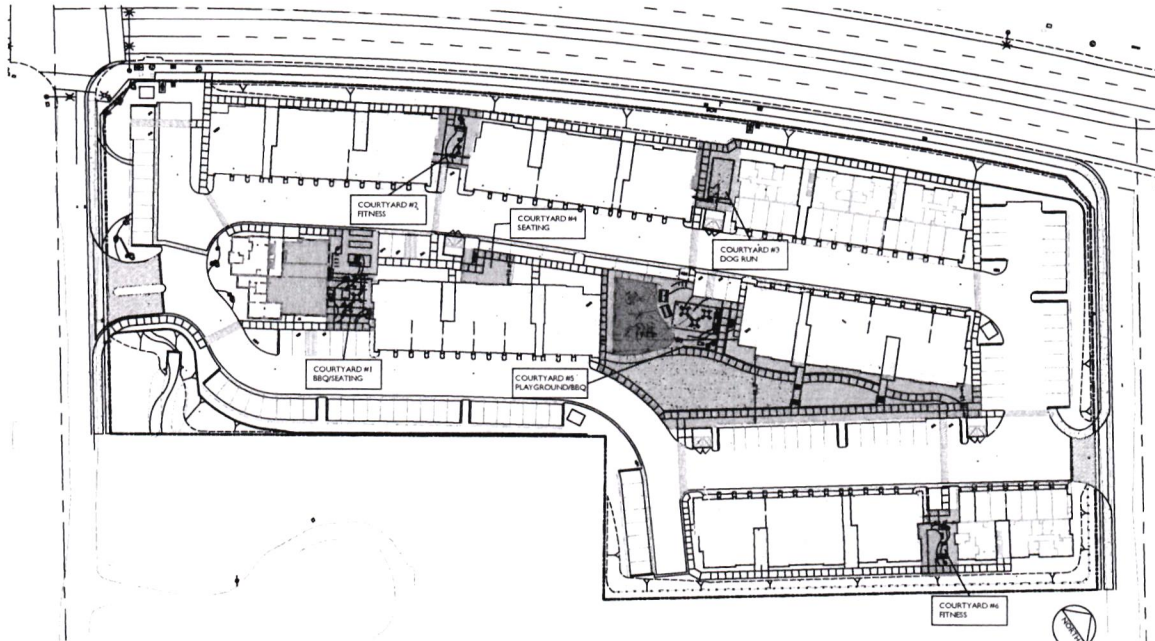 COURTYARD #2
FITNESS
COURTYARD #4
SEATING
COURTYARD #3
DOG RUN
COURTYARD #1
BBQ/SEATING
COURTYARD #5
PLAYGROUND/BBQ
COURTYARD #6
FITNESS
NORTH